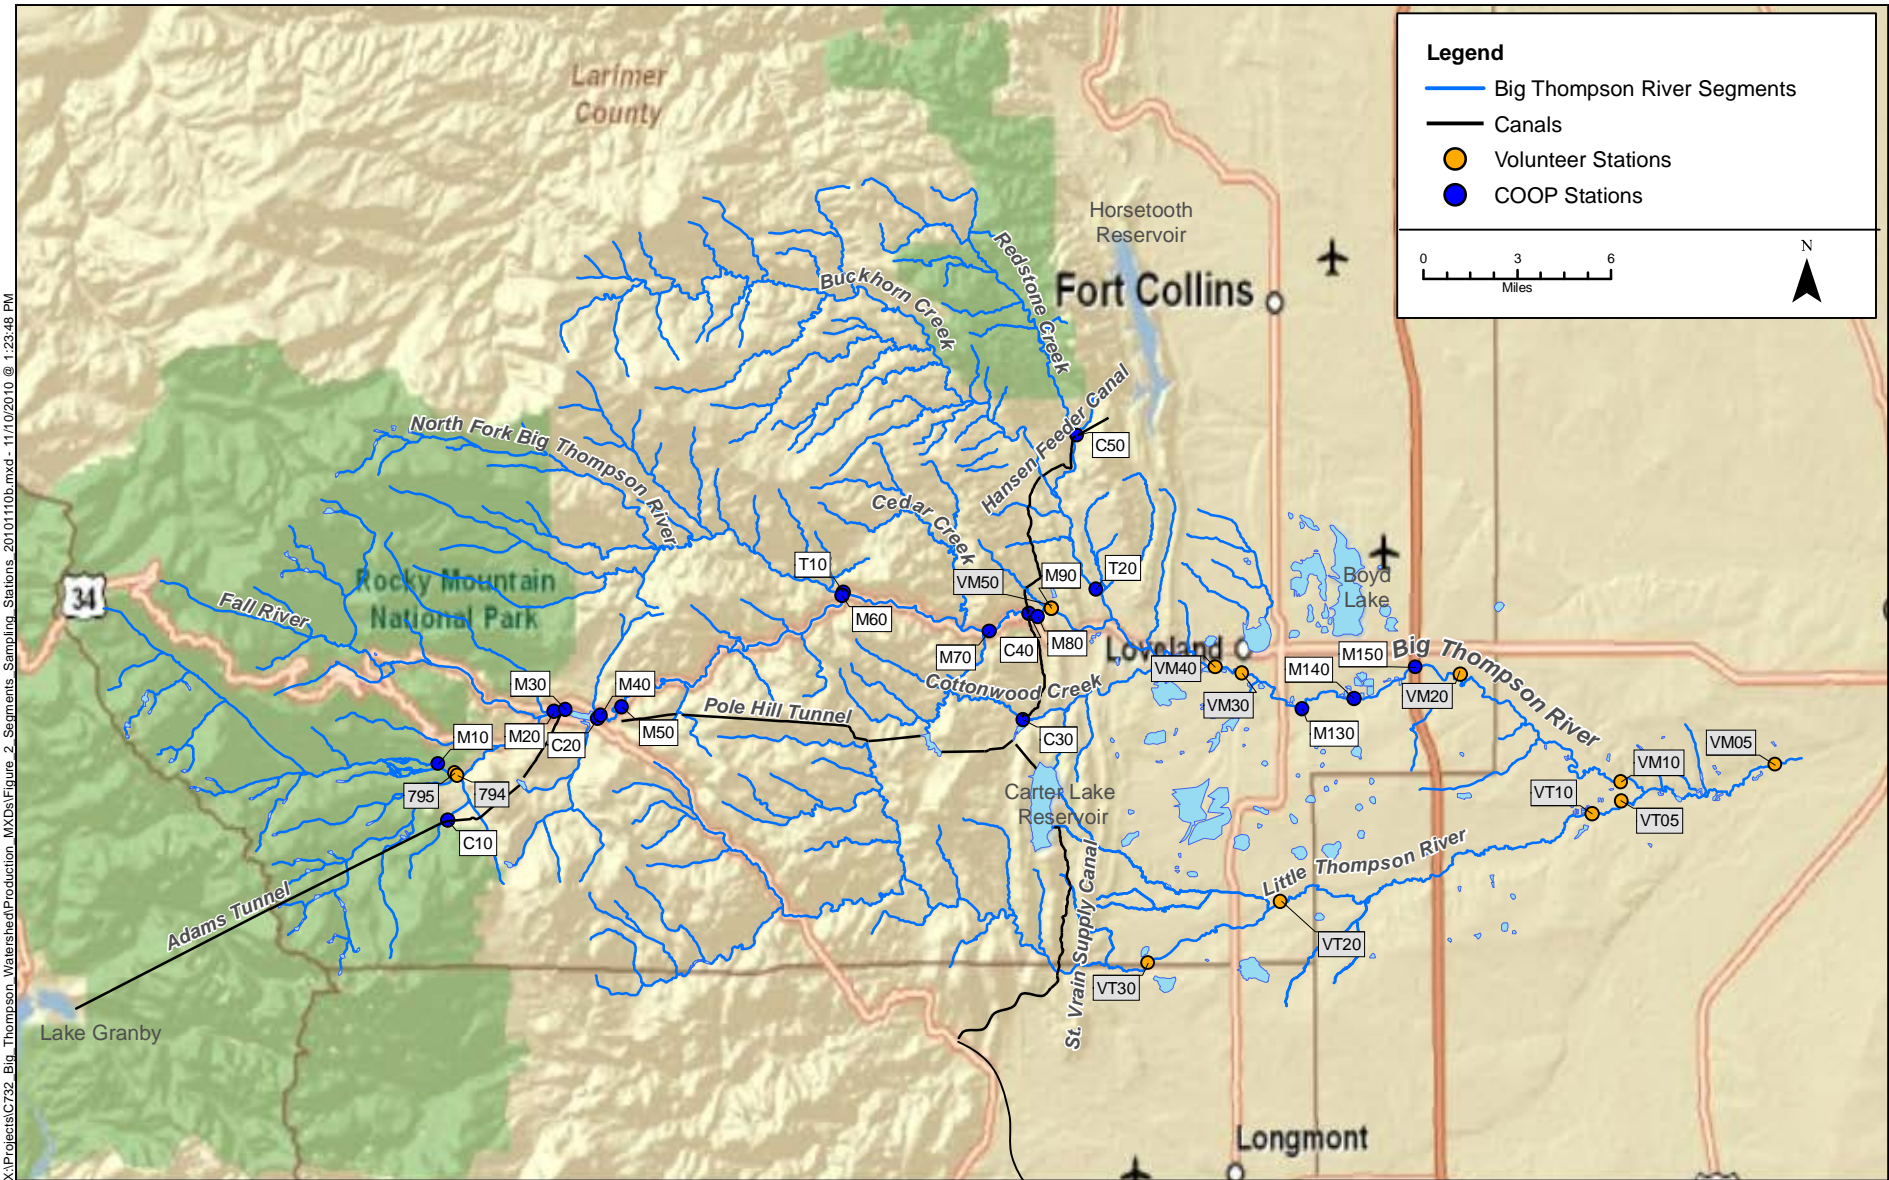 Legend
Big Thompson River Segments
Canals
Volunteer Stations
COOP Stations
0 3 6
Miles
N
Larimer
County
Horsetooth
Reservoir
Fort Collins
Redstone Creek
Buckhorn Creek
Hansen Feeder Canal
C50
North Fork Big Thompson River
Cedar Creek
T10
M60
VM50
M90
T20
M70
C40
M80
34
Rocky Mountain
National Park
Fall River
Boyd
Lake
Loveland
VM40
VM30
M140
M150
M130
VM20
Big Thompson River
Cottonwood Creek
M30
M40
M20
C20
M50
Pole Hill Tunnel
C30
M10
795
794
C10
Adams Tunnel
Lake Granby
Carter Lake
Reservoir
St. Vrain Supply Canal
Little Thompson River
VM05
VM10
VT10
VT05
VT20
VT30
Longmont
X:\Projects\C732_Big_Thompson_Watershed\Production_MXDs\Figure_2_Segments_Sampling_Stations_20101110b.mxd - 11/10/2010 @ 1:23:48 PM